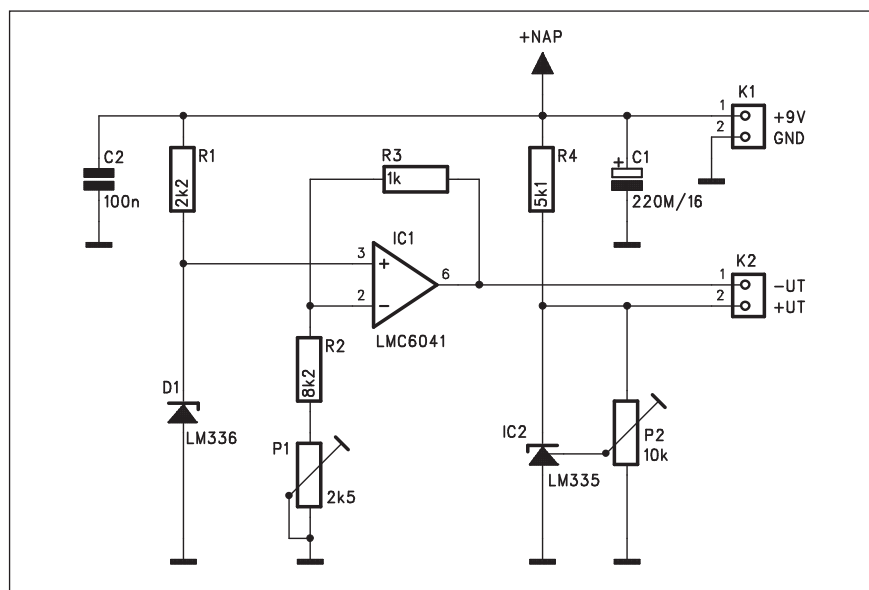 +NAP
K1
1
+9V
2
GND
C2
100n
R1
2k2
R3
1k
R4
5k1
+
C1
220M/16
IC1
3
+
2
−
6
LMC6041
K2
1
-UT
2
+UT
R2
8k2
D1
LM336
P1
2k5
IC2
LM335
P2
10k